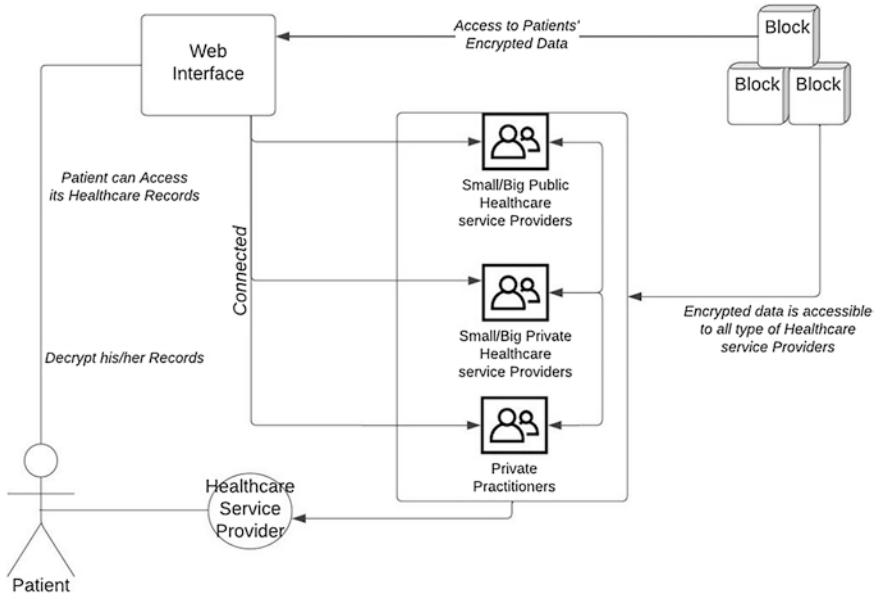 Web
Interface
Access to Patients'
Encrypted Data
Block
Block
Block
Patient can Access
its Healthcare Records
Connected
Small/Big Public
Healthcare
service Providers
Small/Big Private
Healthcare
service Providers
Encrypted data is accessible
to all type of Healthcare
service Providers
Decrypt his/her Records
Private
Practitioners
Healthcare
Service
Provider
Patient